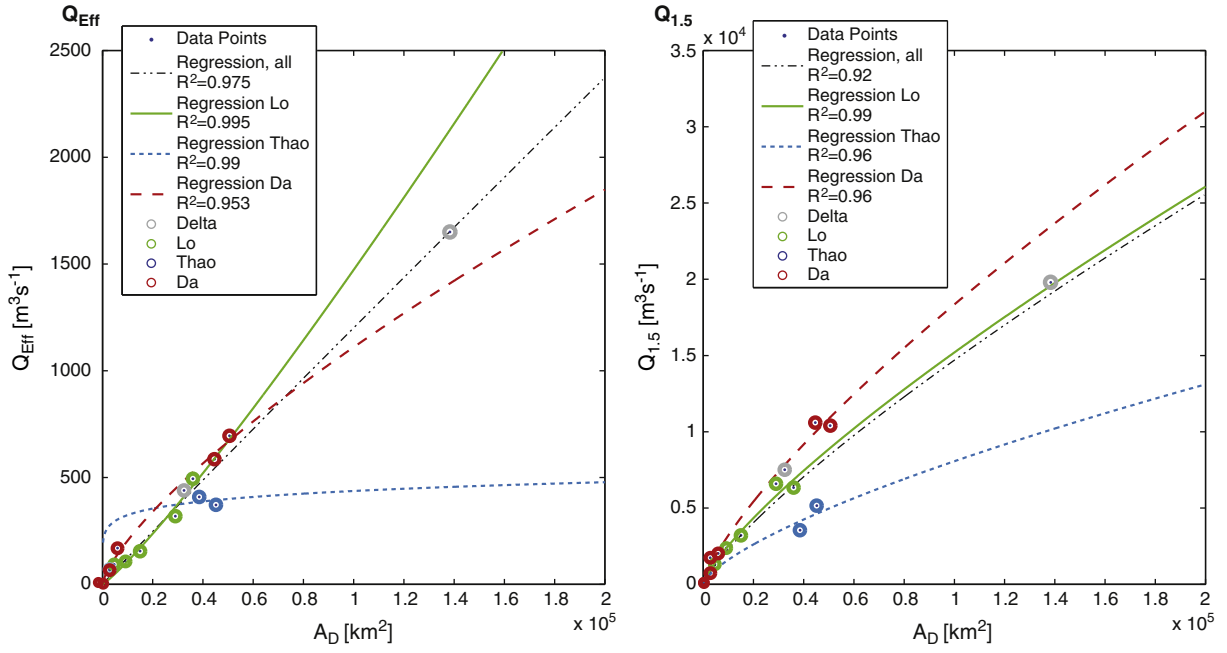 Q_Eff
2500
2000
1500
1000
500
0
Q_Eff [m³s⁻¹]
Data Points
Regression, all
R²=0.975
Regression Lo
R²=0.995
Regression Thao
R²=0.99
Regression Da
R²=0.953
Delta
Lo
Thao
Da
0 0.2 0.4 0.6 0.8 1 1.2 1.4 1.6 1.8 2
x 10⁵
A_D [km²]
Q_1.5
x 10⁴
3.5
3
2.5
2
1.5
1
0.5
0
Q_1.5 [m³s⁻¹]
Data Points
Regression, all
R²=0.92
Regression Lo
R²=0.99
Regression Thao
R²=0.96
Regression Da
R²=0.96
Delta
Lo
Thao
Da
0 0.2 0.4 0.6 0.8 1 1.2 1.4 1.6 1.8 2
x 10⁵
A_D [km²]